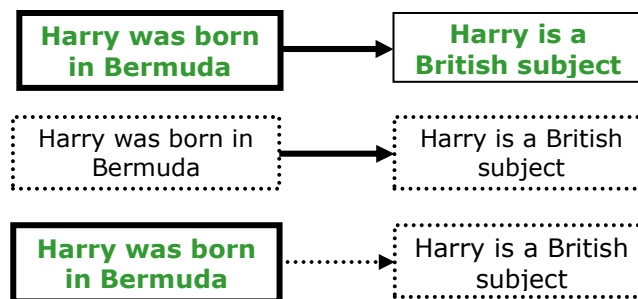 Harry was born
in Bermuda
Harry is a
British subject
Harry was born in
Bermuda
Harry is a British
subject
Harry was born
in Bermuda
Harry is a British
subject